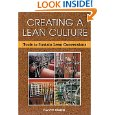 CREATING A
LEAN CULTURE
Tools to Sustain Lean Conversions